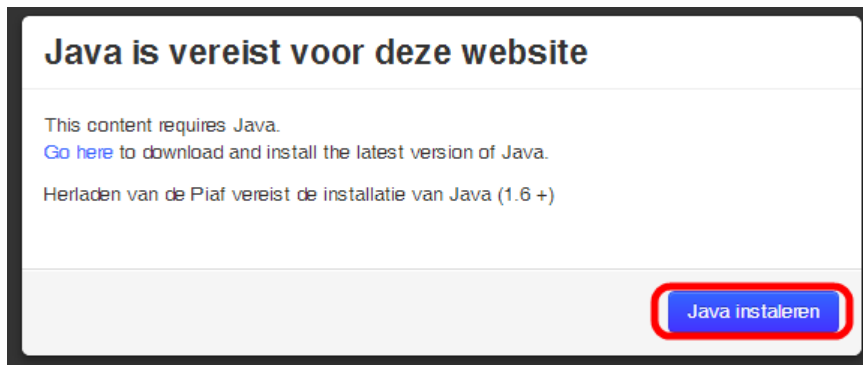 Java is vereist voor deze website
This content requires Java.
Go here to download and install the latest version of Java.
Herladen van de Piaf vereist de installatie van Java (1.6 +)
Java instaleren